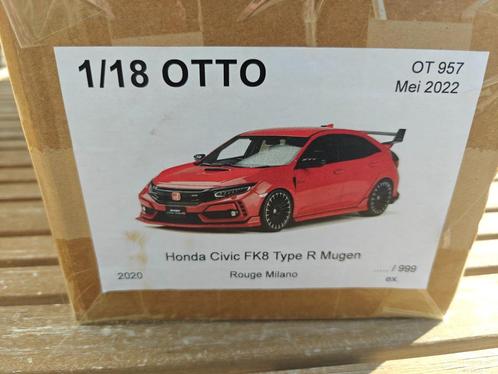 1/18 OTTO
OT 957
Mei 2022
Honda Civic FK8 Type R Mugen
2020
Rouge Milano
..... / 999
ex.